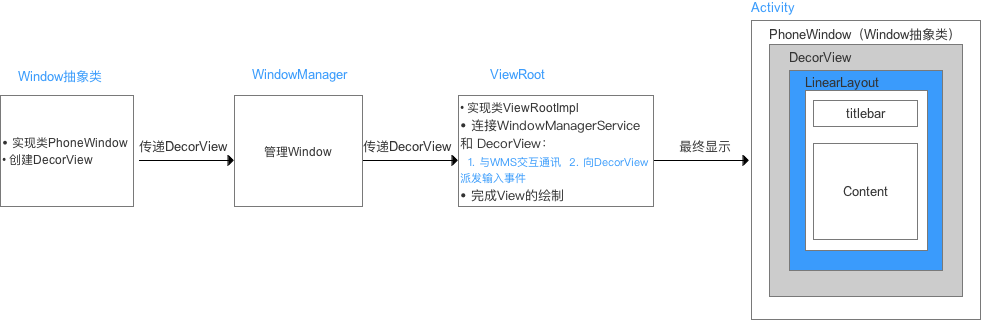 Activity
PhoneWindow（Window抽象类）
DecorView
LinearLayout
titlebar
Content
Window抽象类
• 实现类PhoneWindow
• 创建DecorView
传递DecorView
WindowManager
管理Window
传递DecorView
ViewRoot
• 实现类ViewRootImpl
• 连接WindowManagerService
和 DecorView：
1. 与WMS交互通讯 2. 向DecorView
派发输入事件
• 完成View的绘制
最终显示